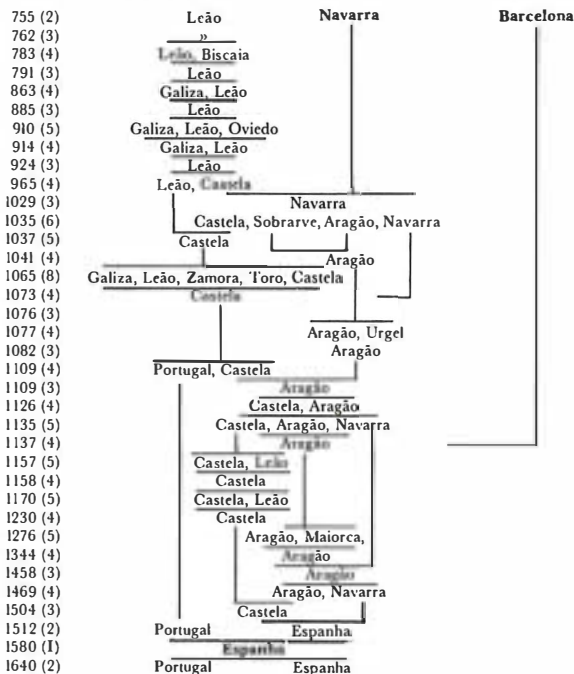 755 (2) Leão Navarra Barcelona
762 (3) »
783 (4) Leão, Biscaia
791 (3) Leão
863 (4) Galiza, Leão
885 (3) Leão
910 (5) Galiza, Leão, Oviedo
914 (4) Galiza, Leão
924 (3) Leão
965 (4) Leão, Castela
1029 (3) Navarra
1035 (6) Castela, Sobrarve, Aragão, Navarra
1037 (5) Castela
1041 (4) Aragão
1065 (8) Galiza, Leão, Zamora, Toro, Castela
1073 (4) Castela
1076 (3)
1077 (4) Aragão, Urgel
1082 (3) Aragão
1109 (4) Portugal, Castela
1109 (3) Aragão
1126 (4) Castela, Aragão
1135 (5) Castela, Aragão, Navarra
1137 (4) Aragão
1157 (5) Castela, Leão
1158 (4) Castela
1170 (5) Castela, Leão
1230 (4) Castela
1276 (5) Aragão, Maiorca,
1344 (4) Aragão
1458 (3) Aragão
1469 (4) Aragão, Navarra
1504 (3) Castela
1512 (2) Portugal Espanha
1580 (I) Espanha
1640 (2) Portugal Espanha